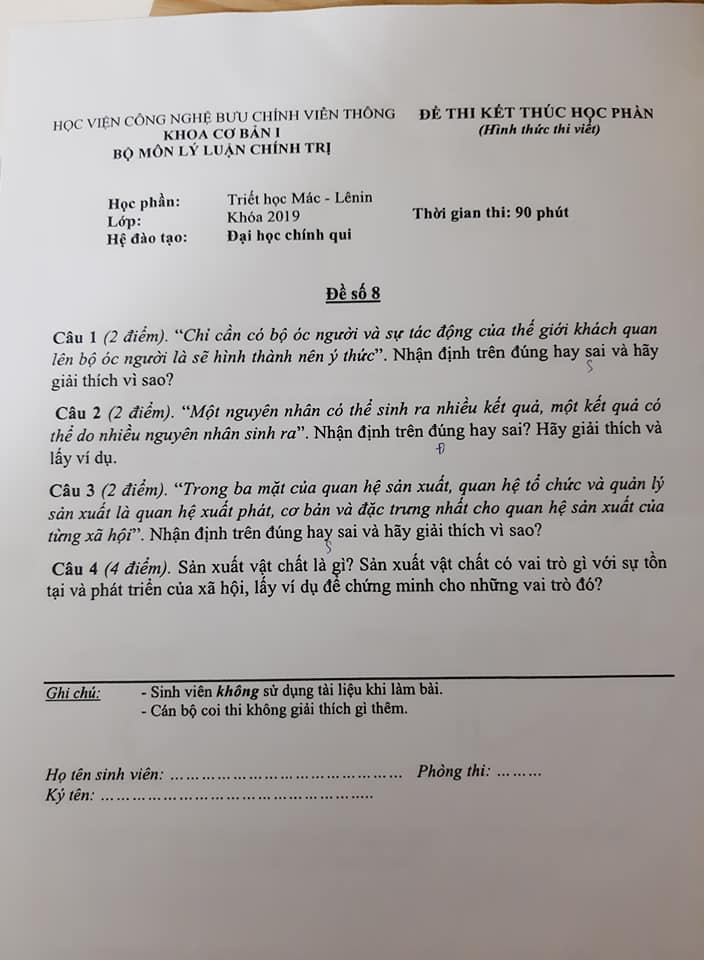 HỌC VIỆN CÔNG NGHỆ BƯU CHÍNH VIỄN THÔNG
KHOA CƠ BẢN I
BỘ MÔN LÝ LUẬN CHÍNH TRỊ
ĐỀ THI KẾT THÚC HỌC PHẦN
(Hình thức thi viết)
Học phần: Triết học Mác - Lênin
Lớp: Khóa 2019
Hệ đào tạo: Đại học chính qui
Thời gian thi: 90 phút
Đề số 8
Câu 1 (2 điểm). “Chỉ cần có bộ óc người và sự tác động của thế giới khách quan
lên bộ óc người là sẽ hình thành nên ý thức”. Nhận định trên đúng hay sai và hãy
S
giải thích vì sao?
Câu 2 (2 điểm). “Một nguyên nhân có thể sinh ra nhiều kết quả, một kết quả có
thể do nhiều nguyên nhân sinh ra”. Nhận định trên đúng hay sai? Hãy giải thích và
Đ
lấy ví dụ.
Câu 3 (2 điểm). “Trong ba mặt của quan hệ sản xuất, quan hệ tổ chức và quản lý
sản xuất là quan hệ xuất phát, cơ bản và đặc trưng nhất cho quan hệ sản xuất của
từng xã hội”. Nhận định trên đúng hay sai và hãy giải thích vì sao?
S
Câu 4 (4 điểm). Sản xuất vật chất là gì? Sản xuất vật chất có vai trò gì với sự tồn
tại và phát triển của xã hội, lấy ví dụ để chứng minh cho những vai trò đó?
Ghi chú: - Sinh viên không sử dụng tài liệu khi làm bài.
- Cán bộ coi thi không giải thích gì thêm.
Họ tên sinh viên: ………………………………………… Phòng thi: ………
Ký tên: ……………………………………………..